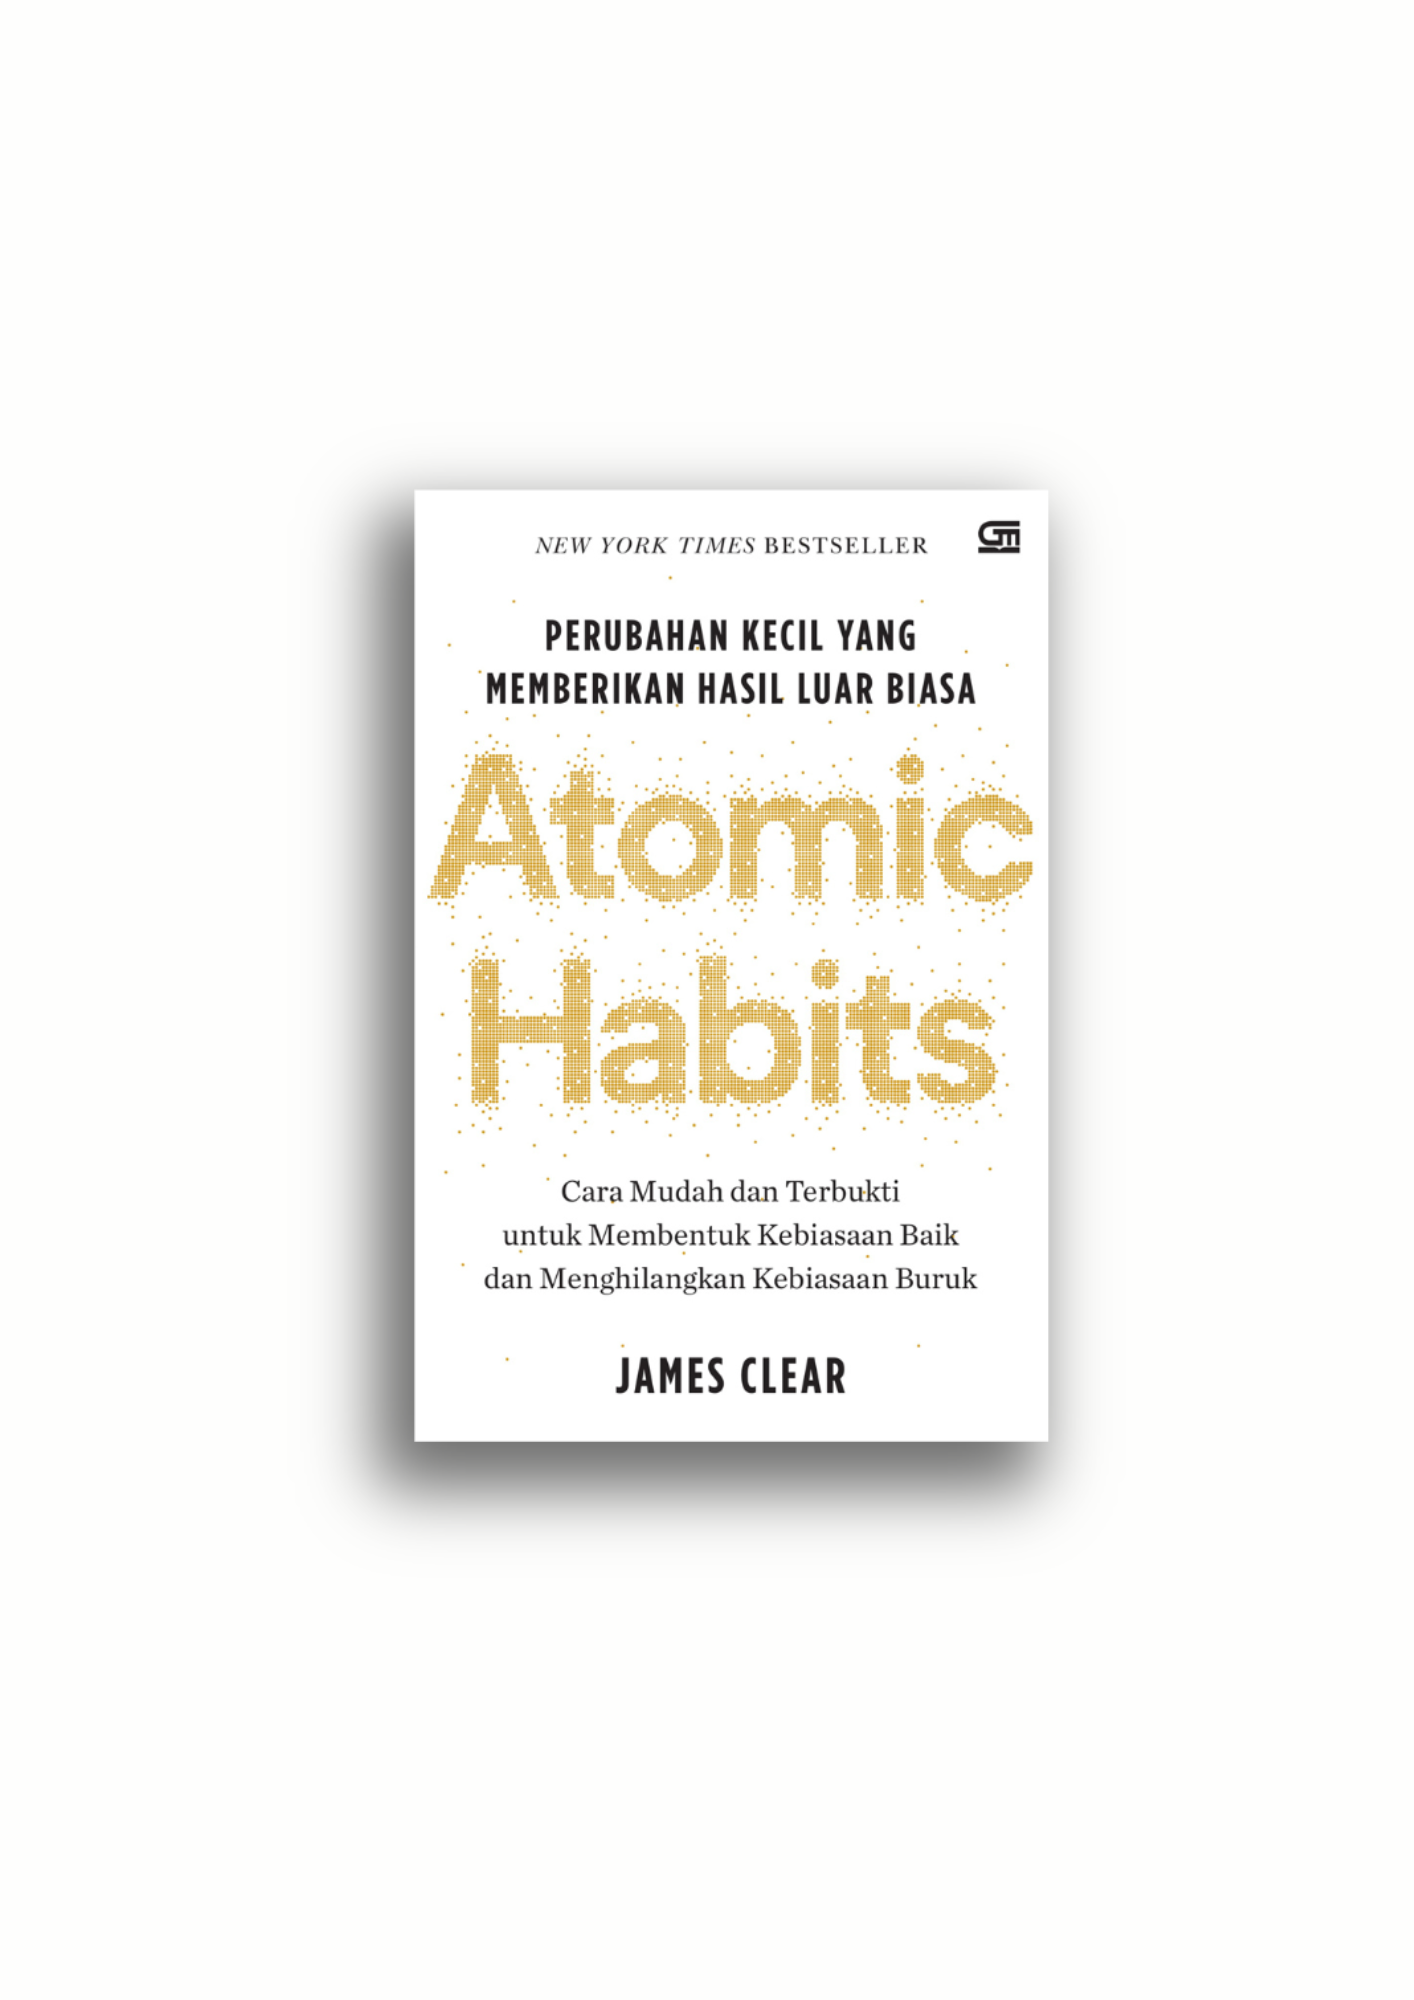 NEW YORK TIMES BESTSELLER
GM
PERUBAHAN KECIL YANG
MEMBERIKAN HASIL LUAR BIASA
Atomic
Habits
Cara Mudah dan Terbukti
untuk Membentuk Kebiasaan Baik
dan Menghilangkan Kebiasaan Buruk
JAMES CLEAR